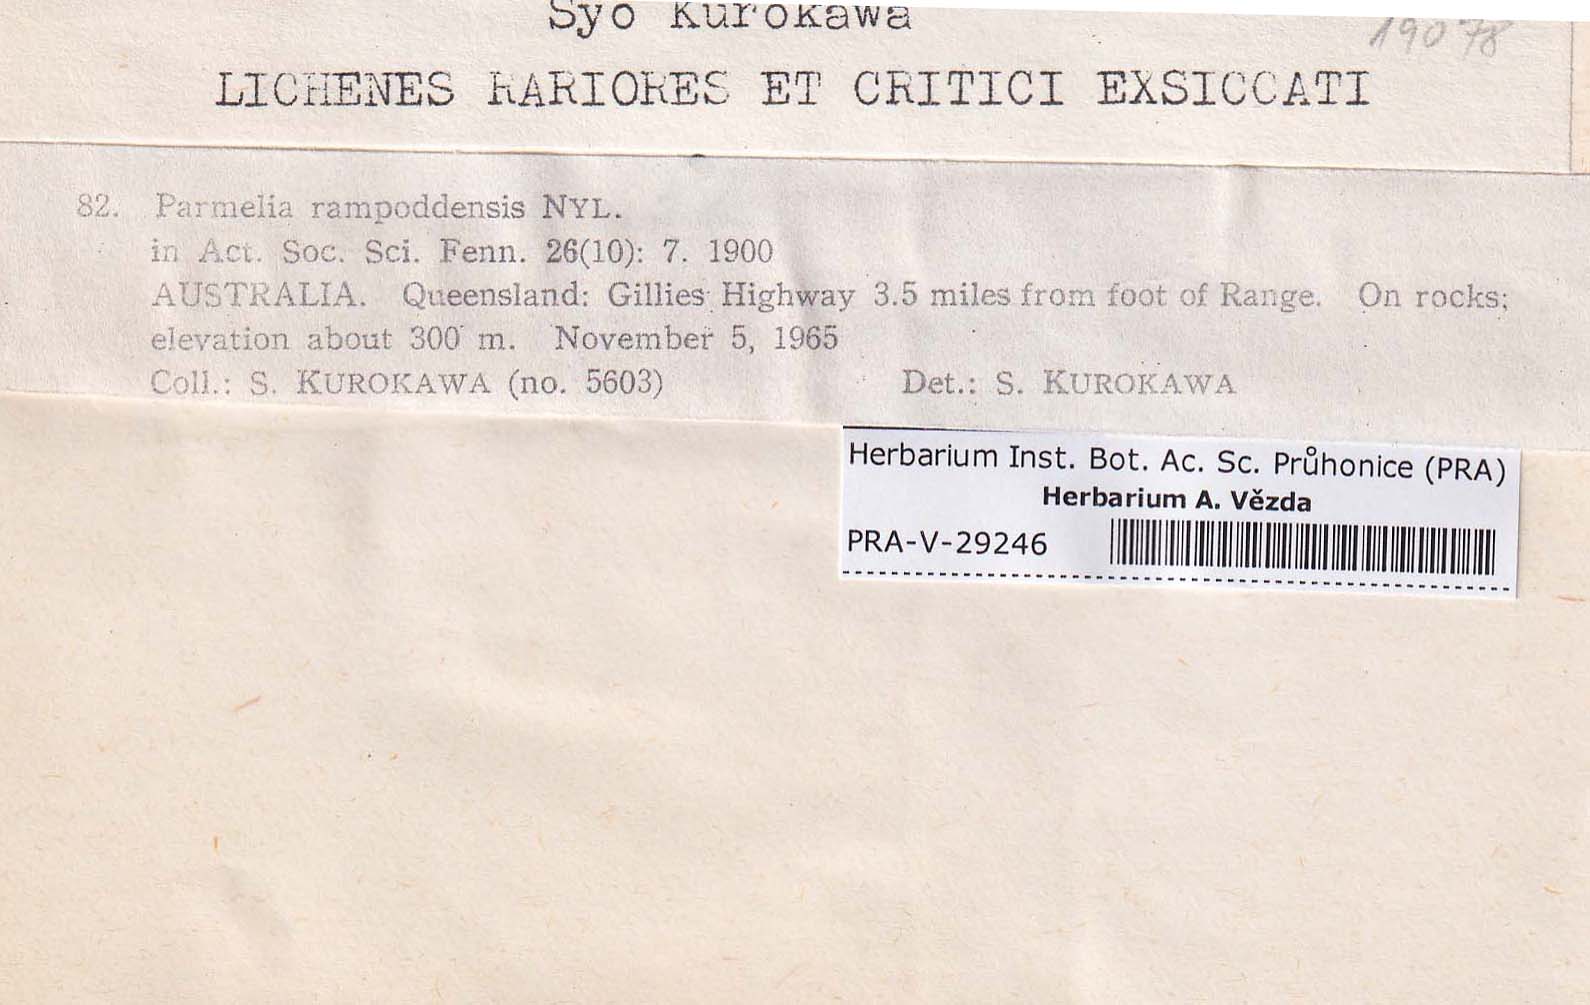 Syo Kurokawa
19078
LICHENES RARIORES ET CRITICI EXSICCATI
82. Parmelia rampoddensis NYL.
in Act. Soc. Sci. Fenn. 26(10): 7. 1900
AUSTRALIA. Queensland: Gillies Highway 3.5 miles from foot of Range. On rocks;
elevation about 300 m. November 5, 1965
Coll.: S. KUROKAWA (no. 5603) Det.: S. KUROKAWA
Herbarium Inst. Bot. Ac. Sc. Průhonice (PRA)
Herbarium A. Vězda
PRA-V-29246